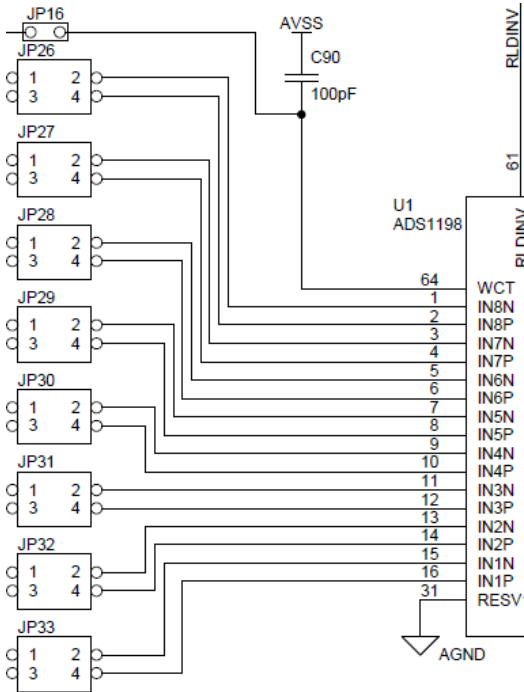 JP16
AVSS
RLDINV
JP26
C90
1 2
100pF
3 4
JP27
1 2
61
3 4
U1
ADS1198
RLDINV
JP28
1 2
3 4
64 WCT
1 IN8N
JP29
2 IN8P
1 2
3 IN7N
3 4
4 IN7P
5 IN6N
JP30
6 IN6P
1 2
7 IN5N
3 4
8 IN5P
9 IN4N
JP31
10 IN4P
1 2
11 IN3N
3 4
12 IN3P
13 IN2N
JP32
14 IN2P
1 2
15 IN1N
3 4
16 IN1P
31 RESV1
JP33
1 2
AGND
3 4